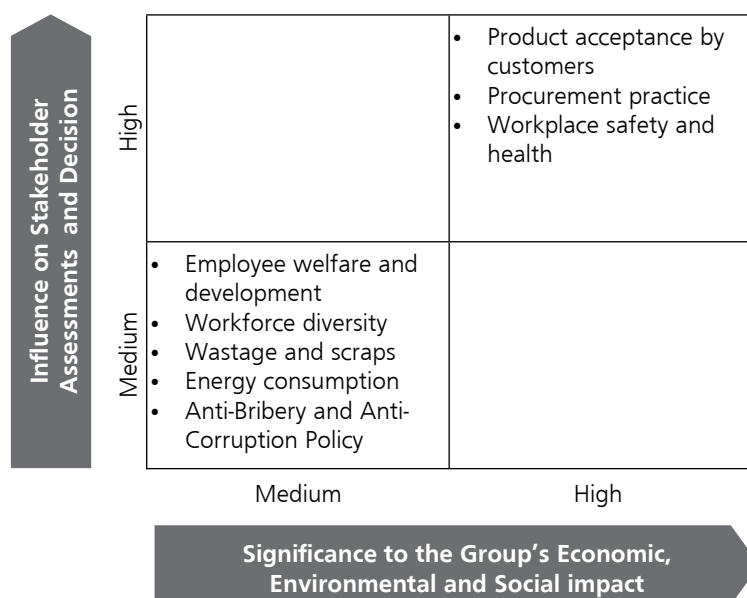 Influence on Stakeholder
Assessments and Decision
High
• Product acceptance by
customers
• Procurement practice
• Workplace safety and
health
Medium
• Employee welfare and
development
• Workforce diversity
• Wastage and scraps
• Energy consumption
• Anti-Bribery and Anti-
Corruption Policy
Medium
High
Significance to the Group's Economic,
Environmental and Social impact